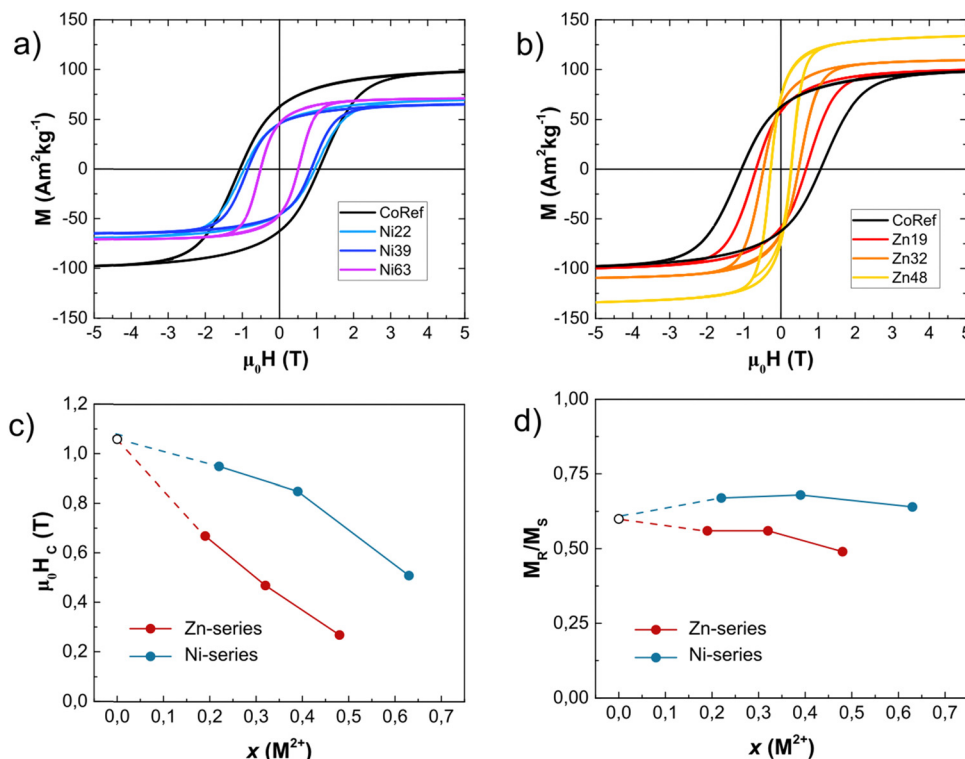 a)
150
100
50
0
-50
-100
-150
M (Am²kg⁻¹)
CoRef
Ni22
Ni39
Ni63
-5 -4 -3 -2 -1 0 1 2 3 4 5
μ₀H (T)
b)
150
100
50
0
-50
-100
-150
M (Am²kg⁻¹)
CoRef
Zn19
Zn32
Zn48
-5 -4 -3 -2 -1 0 1 2 3 4 5
μ₀H (T)
c)
1,2
1,0
0,8
0,6
0,4
0,2
0,0
μ₀H_C (T)
Zn-series
Ni-series
0,0 0,1 0,2 0,3 0,4 0,5 0,6 0,7
x (M²⁺)
d)
1,00
0,75
0,50
0,25
0,00
M_R/M_S
Zn-series
Ni-series
0,0 0,1 0,2 0,3 0,4 0,5 0,6 0,7
x (M²⁺)